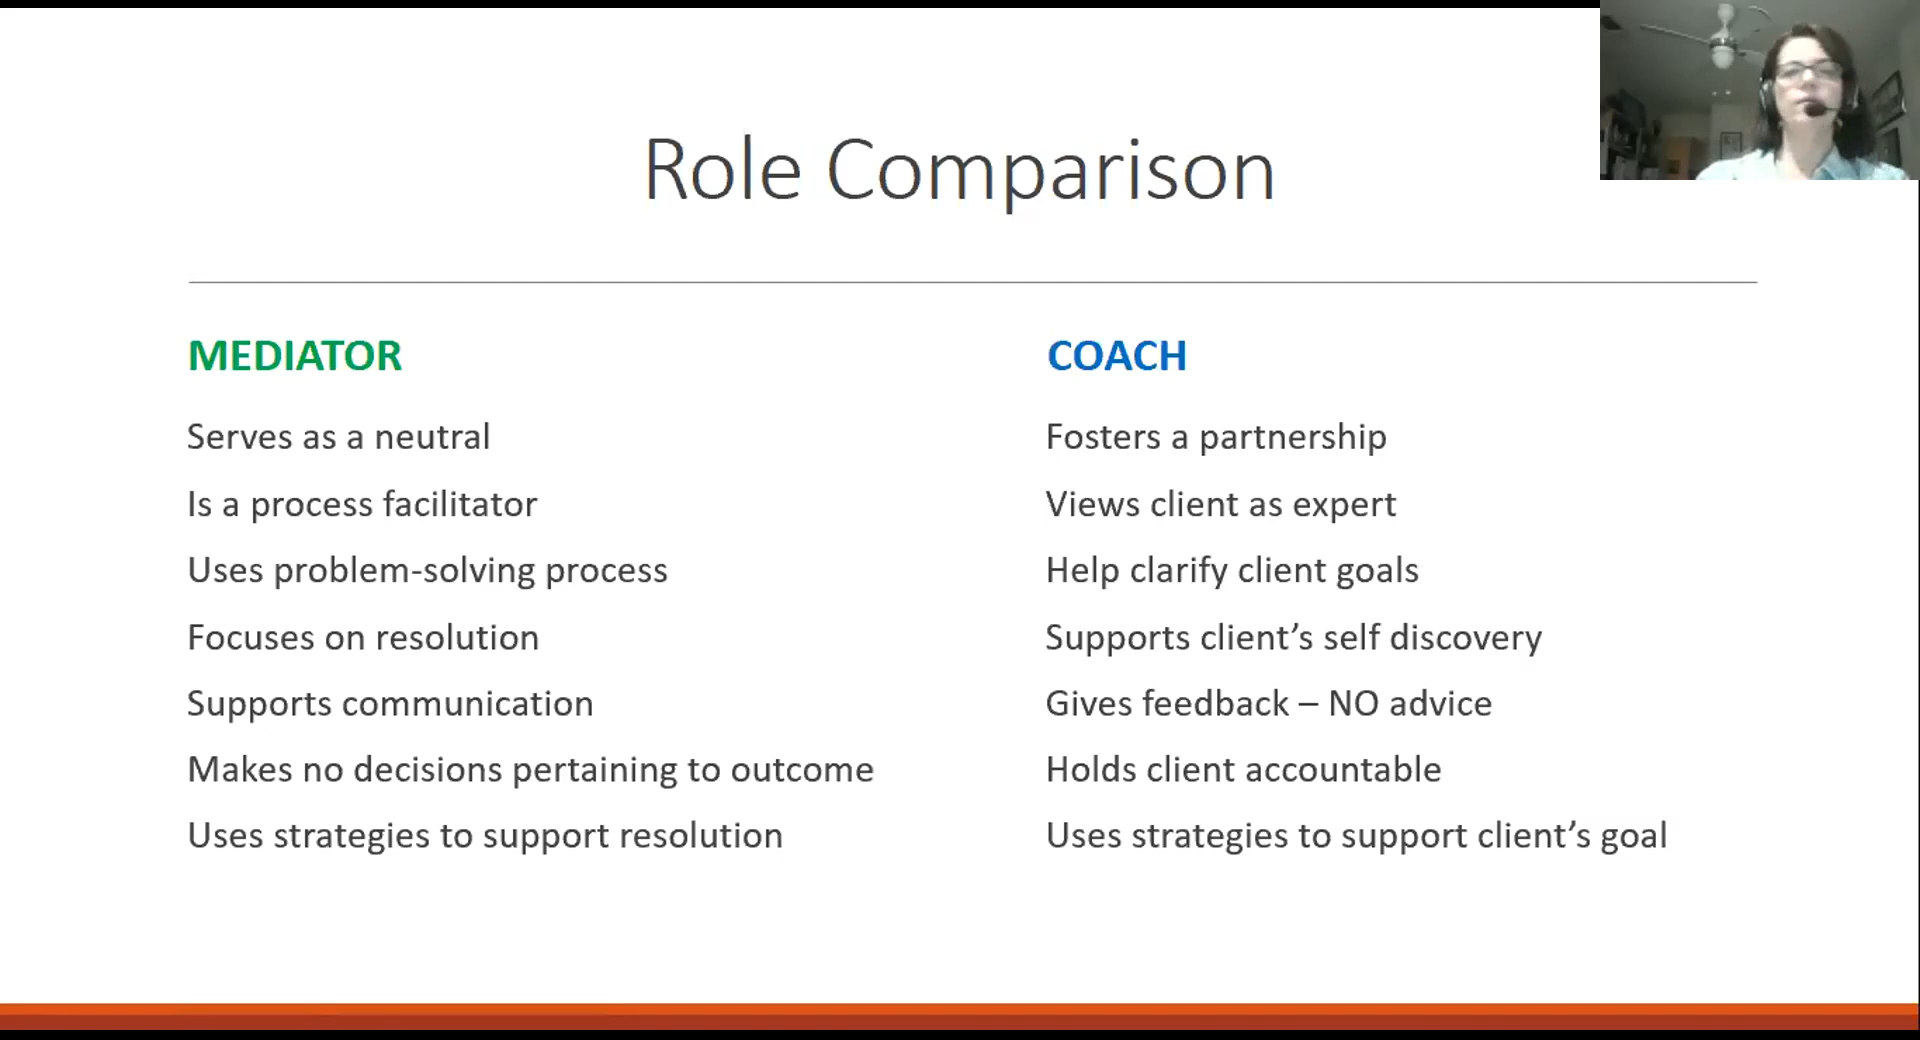 Role Comparison
MEDIATOR
Serves as a neutral
Is a process facilitator
Uses problem-solving process
Focuses on resolution
Supports communication
Makes no decisions pertaining to outcome
Uses strategies to support resolution
COACH
Fosters a partnership
Views client as expert
Help clarify client goals
Supports client’s self discovery
Gives feedback – NO advice
Holds client accountable
Uses strategies to support client’s goal